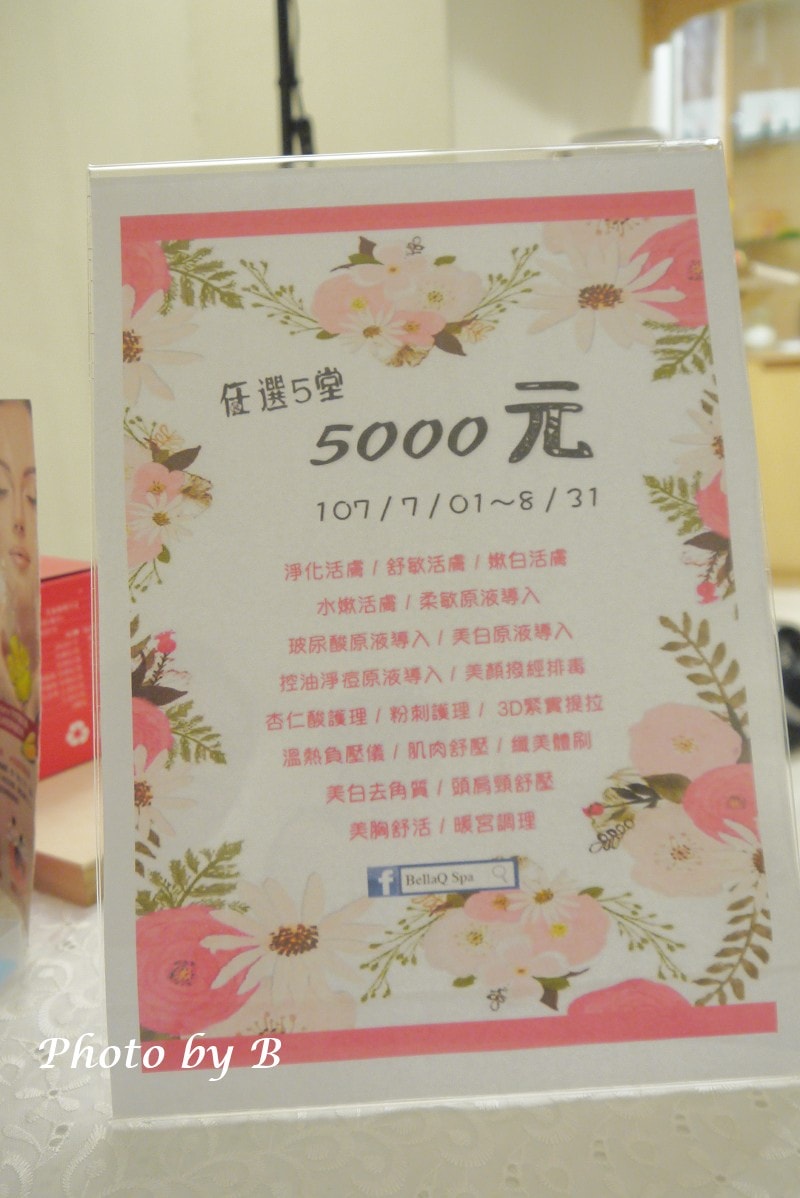 任選5堂
5000元
107/7/01~8/31
淨化活膚 / 舒敏活膚 / 嫩白活膚
水嫩活膚 / 柔敏原液導入
玻尿酸原液導入 / 美白原液導入
控油淨痘原液導入 / 美顏撥經排毒
杏仁酸護理 / 粉刺護理 / 3D緊實提拉
溫熱負壓儀 / 肌肉舒壓 / 纖美體刷
美白去角質 / 頭肩頸舒壓
美胸舒活 / 暖宮調理
f BellaQ Spa
Photo by B